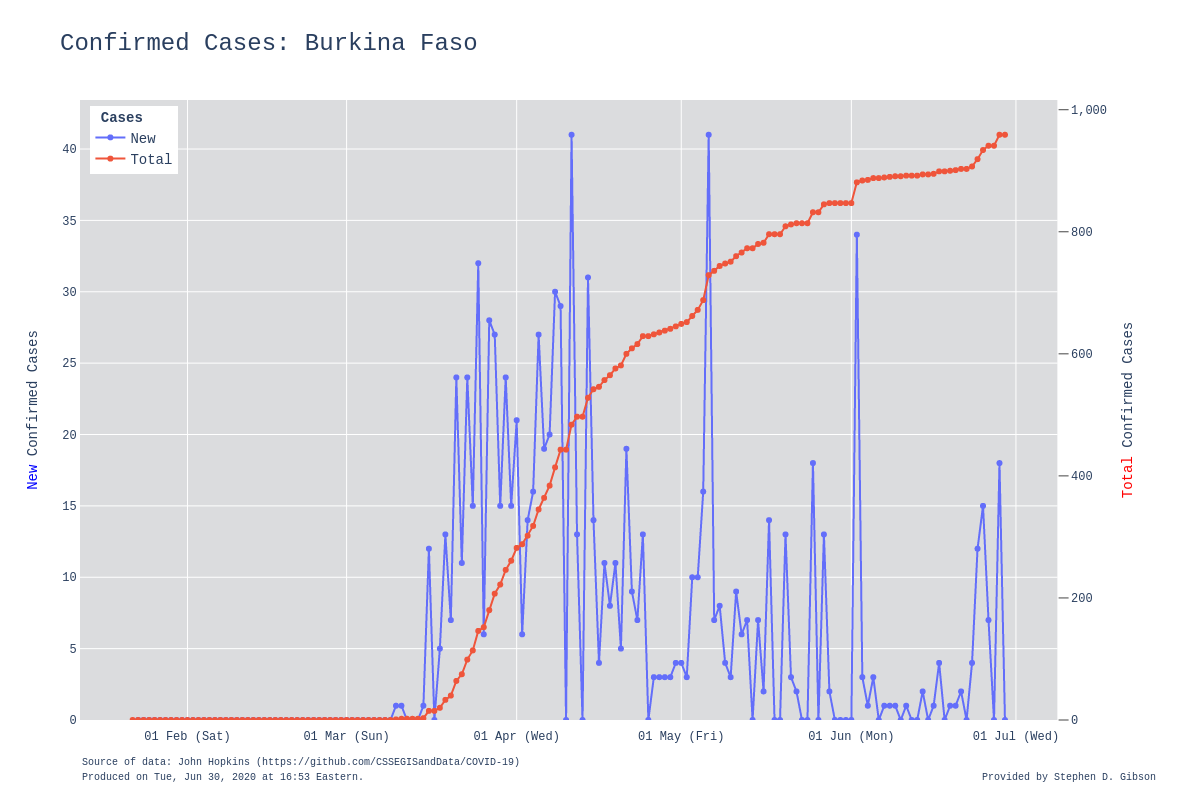 Confirmed Cases: Burkina Faso
Cases
New
Total
40
35
30
25
20
15
10
5
0
New Confirmed Cases
1,000
800
600
400
200
0
Total Confirmed Cases
01 Feb (Sat)
01 Mar (Sun)
01 Apr (Wed)
01 May (Fri)
01 Jun (Mon)
01 Jul (Wed)
Source of data: John Hopkins (https://github.com/CSSEGISandData/COVID-19)
Produced on Tue, Jun 30, 2020 at 16:53 Eastern.
Provided by Stephen D. Gibson